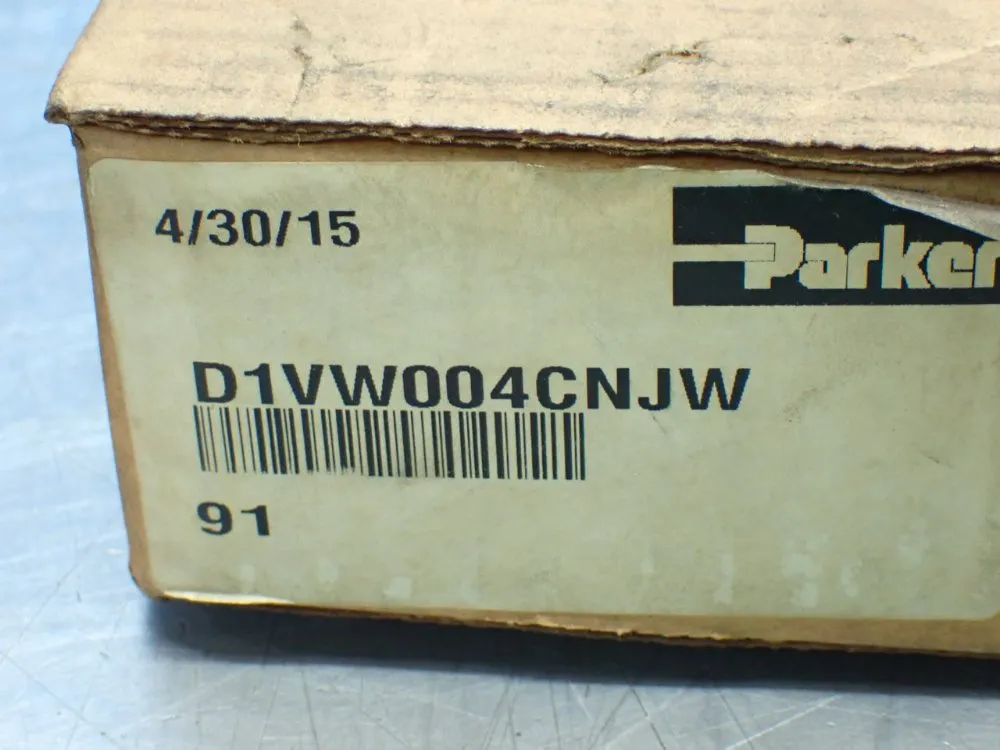 4/30/15
Parker
D1VW004CNJW
91